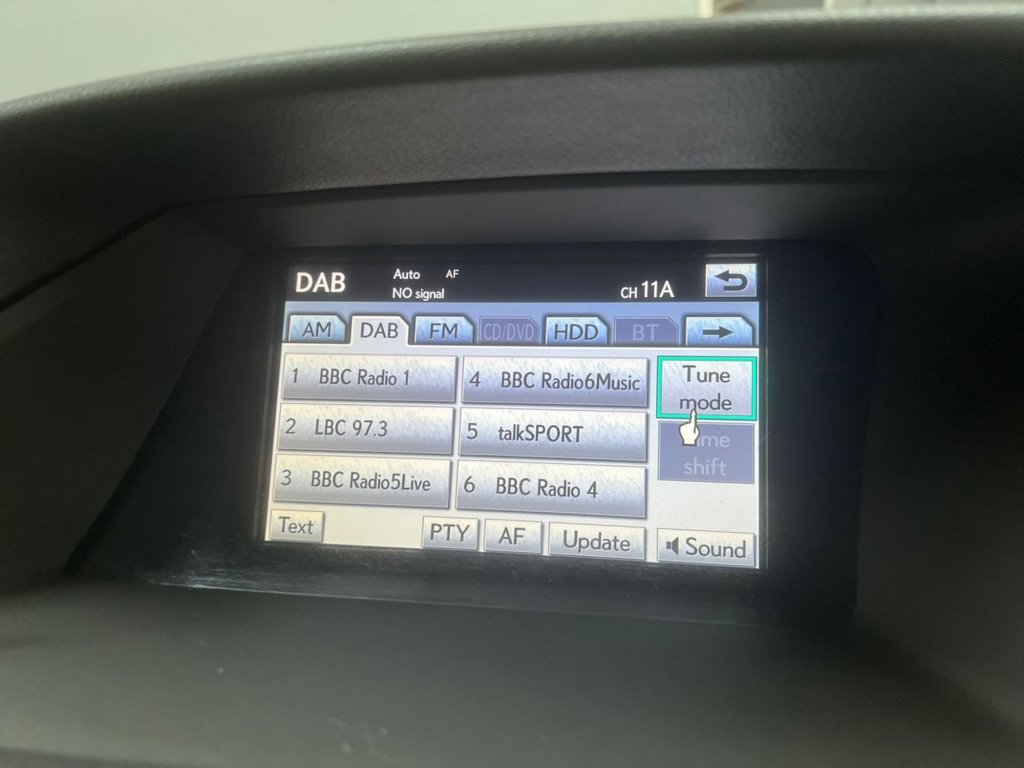 DAB
Auto AF
NO signal
CH 11A
AM DAB FM CD/DVD HDD BT
1 BBC Radio 1
4 BBC Radio6Music
Tune
mode
2 LBC 97.3
5 talkSPORT
shift
3 BBC Radio5Live
6 BBC Radio 4
Text PTY AF Update Sound